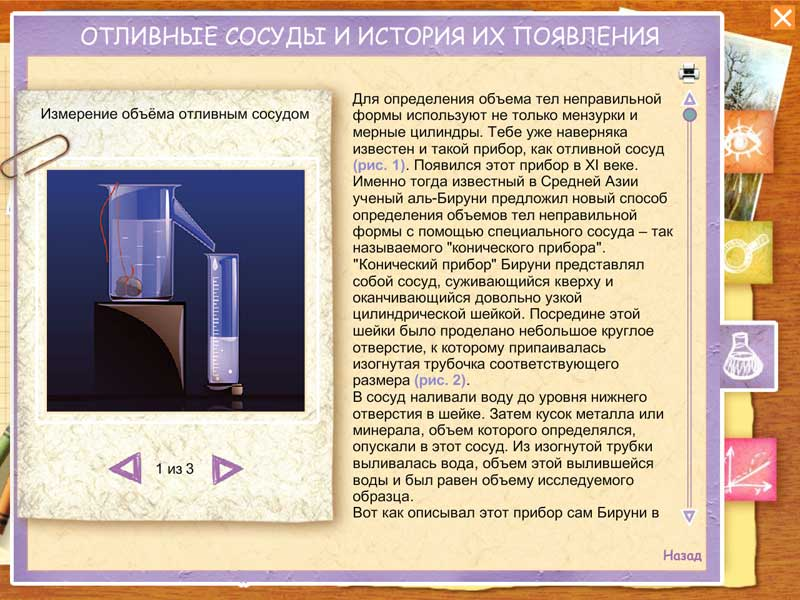 ОТЛИВНЫЕ СОСУДЫ И ИСТОРИЯ ИХ ПОЯВЛЕНИЯ
Измерение объёма отливным сосудом
1 из 3
Для определения объема тел неправильной
формы используют не только мензурки и
мерные цилиндры. Тебе уже наверняка
известен и такой прибор, как отливной сосуд
(рис. 1). Появился этот прибор в XI веке.
Именно тогда известный в Средней Азии
ученый аль-Бируни предложил новый способ
определения объемов тел неправильной
формы с помощью специального сосуда – так
называемого "конического прибора".
"Конический прибор" Бируни представлял
собой сосуд, суживающийся кверху и
оканчивающийся довольно узкой
цилиндрической шейкой. Посредине этой
шейки было проделано небольшое круглое
отверстие, к которому припаивалась
изогнутая трубочка соответствующего
размера (рис. 2).
В сосуд наливали воду до уровня нижнего
отверстия в шейке. Затем кусок металла или
минерала, объем которого определялся,
опускали в этот сосуд. Из изогнутой трубки
выливалась вода, объем этой вылившейся
воды и был равен объему исследуемого
образца.
Вот как описывал этот прибор сам Бируни в
Назад